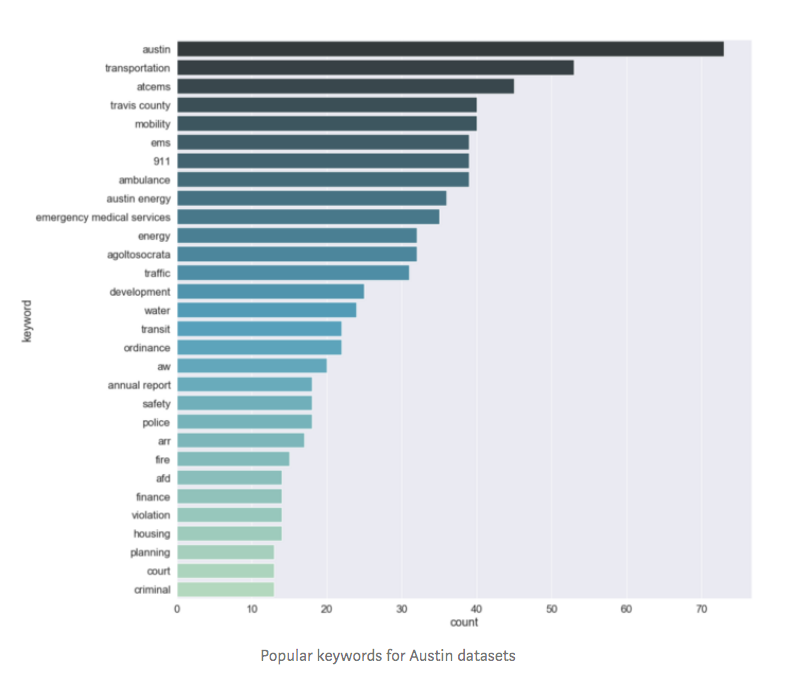 austin
transportation
atcems
travis county
mobility
ems
911
ambulance
austin energy
emergency medical services
energy
agoltosocrata
traffic
development
water
transit
ordinance
aw
annual report
safety
police
arr
fire
afd
finance
violation
housing
planning
court
criminal
keyword
0 10 20 30 40 50 60 70
count
Popular keywords for Austin datasets